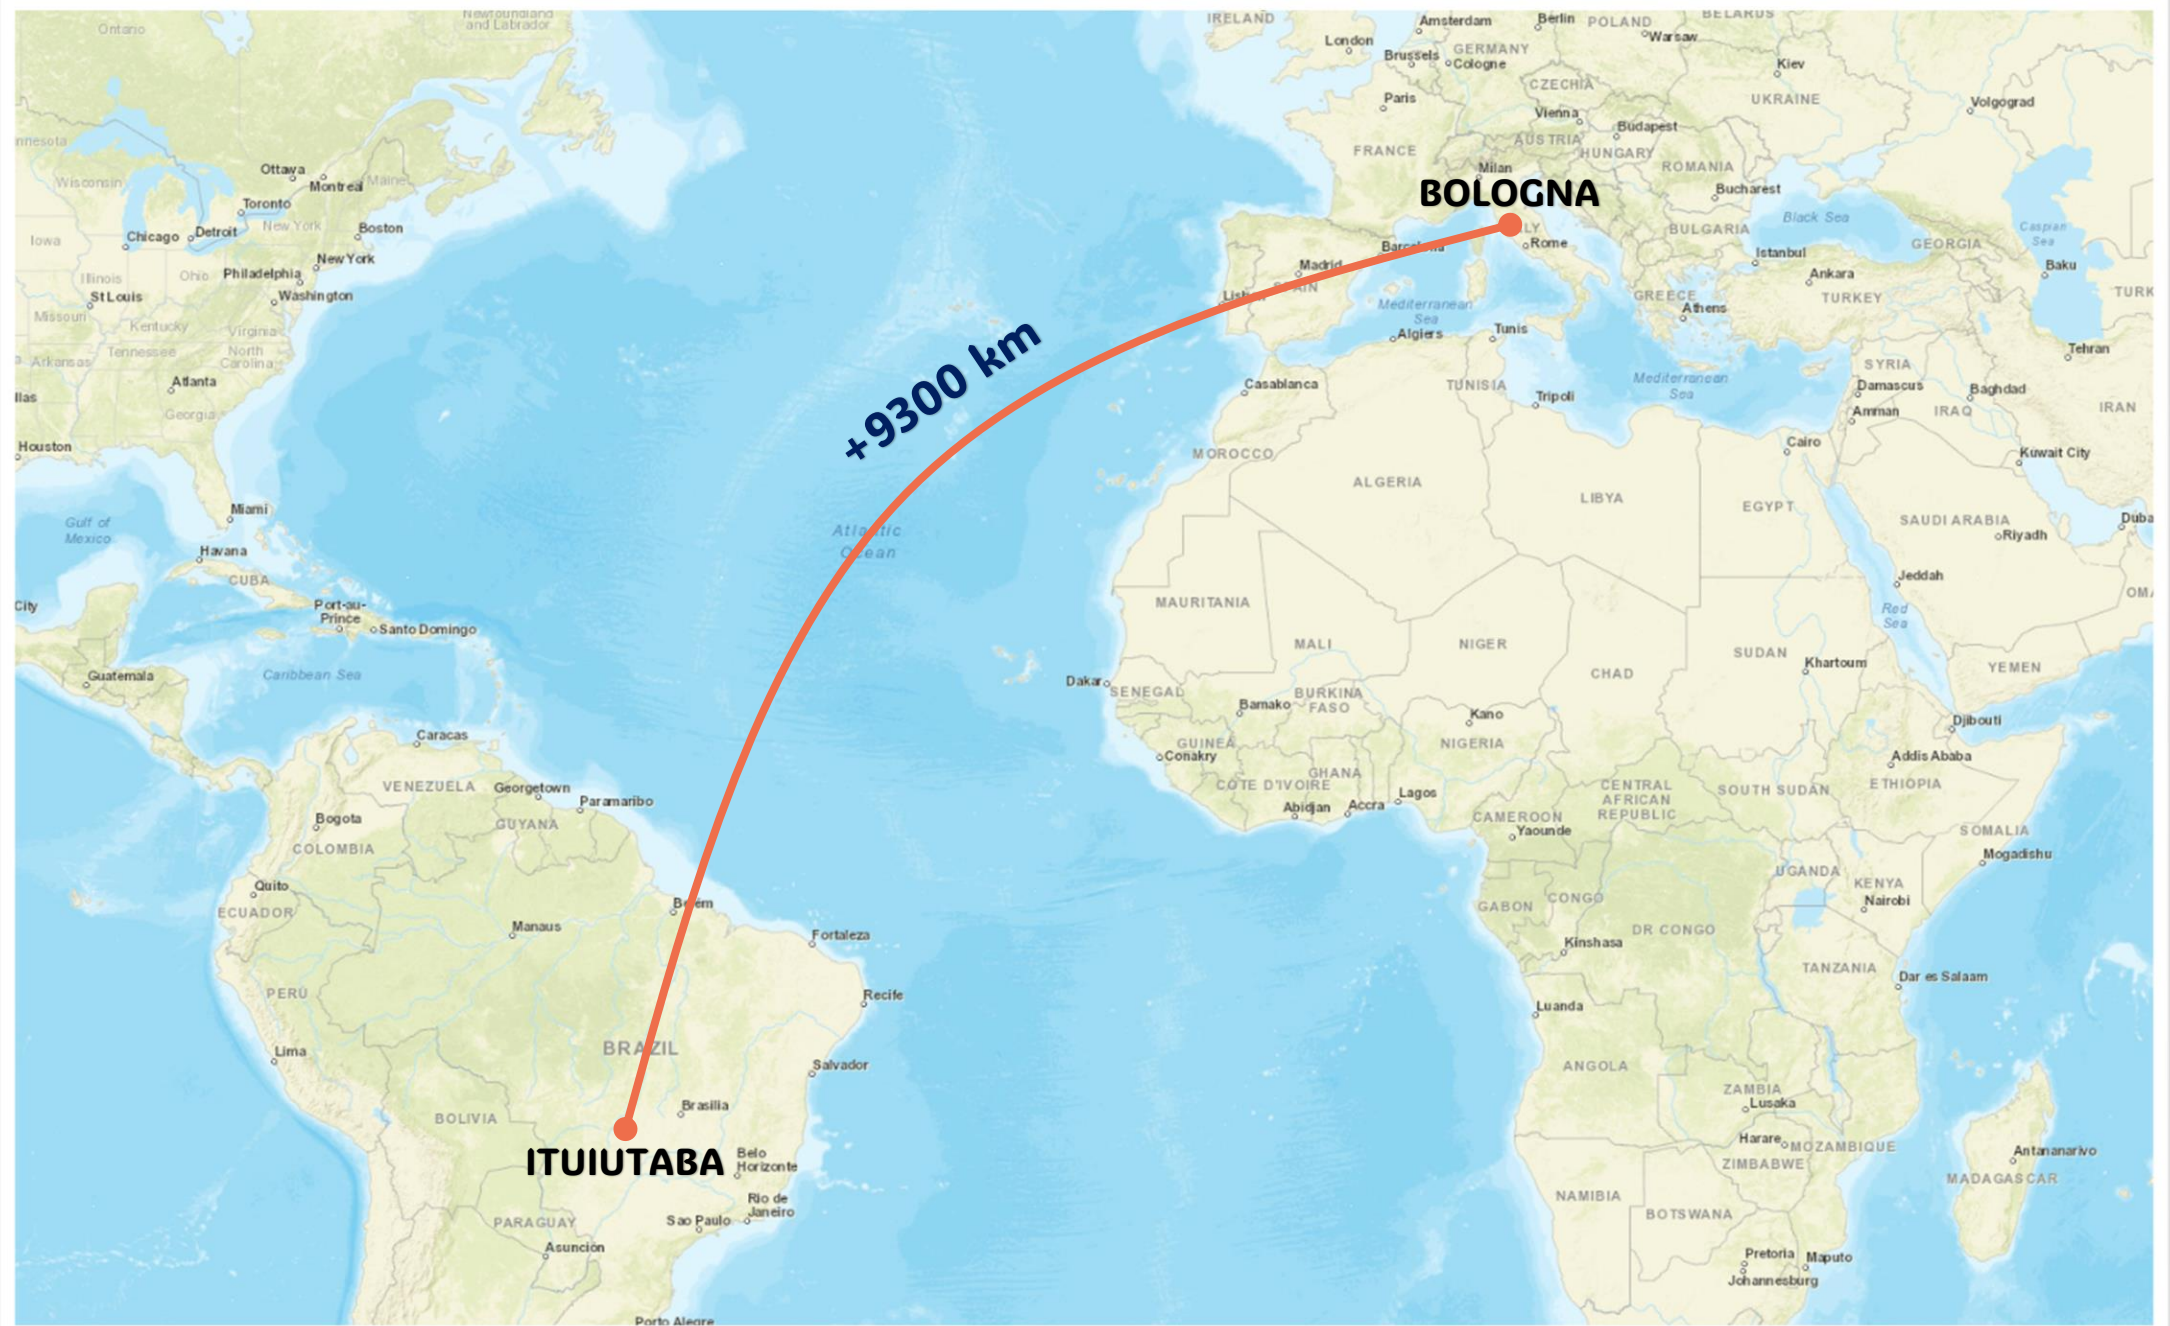 Newfoundland
and Labrador
Ontario
IRELAND
Amsterdam
Berlin
POLAND
BELARUS
Warsaw
London
GERMANY
Brussels
Cologne
Kiev
CZECHIA
UKRAINE
Paris
Volgograd
Vienna
Budapest
AUSTRIA
HUNGARY
FRANCE
ROMANIA
Milan
Bucharest
BOLOGNA
Black Sea
BULGARIA
Caspian
Sea
GEORGIA
Rome
Istanbul
Ankara
Baku
TURKEY
TURK
Madrid
GREECE
Athens
Mediterranean
Sea
Algiers
Tunis
Tehran
SYRIA
Damascus
Baghdad
Amman
IRAQ
IRAN
nnesota
Wisconsin
Ottawa
Montreal
Maine
Toronto
New York
Boston
Chicago
Detroit
Iowa
New York
Illinois
Ohio
Philadelphia
St Louis
Washington
Missouri
Kentucky
Virginia
Tennessee
North
Carolina
Arkansas
Atlanta
Georgia
llas
Houston
+9300 km
Casablanca
TUNISIA
Mediterranean
Sea
Tripoli
Cairo
Kuwait City
MOROCCO
ALGERIA
LIBYA
EGYPT
SAUDI ARABIA
Riyadh
Duba
Miami
Gulf of
Mexico
Havana
CUBA
Atlantic
Ocean
Jeddah
Red
Sea
OMA
City
Port-au-
Prince
Santo Domingo
MAURITANIA
MALI
NIGER
SUDAN
Khartoum
YEMEN
CHAD
Guatemala
Caribbean Sea
Dakar
SENEGAL
Bamako
BURKINA
FASO
Kano
Djibouti
GUINEA
Conakry
NIGERIA
Addis Ababa
Caracas
VENEZUELA
Georgetown
Paramaribo
GUYANA
GHANA
COTE D'IVOIRE
Abidjan
Accra
Lagos
CENTRAL
AFRICAN
REPUBLIC
SOUTH SUDAN
ETHIOPIA
CAMEROON
Yaounde
SOMALIA
Mogadishu
Bogota
COLOMBIA
Quito
ECUADOR
UGANDA
KENYA
Nairobi
GABON
CONGO
Belém
Manaus
Fortaleza
DR CONGO
Kinshasa
TANZANIA
Dar es Salaam
PERU
Recife
Luanda
Lima
BRAZIL
Salvador
ANGOLA
ZAMBIA
Lusaka
Brasilia
BOLIVIA
ITUIUTABA
Belo
Horizonte
Harare
MOZAMBIQUE
ZIMBABWE
Antananarivo
MADAGASCAR
NAMIBIA
BOTSWANA
Rio de
Janeiro
Sao Paulo
PARAGUAY
Asunción
Pretoria
Maputo
Johannesburg
Porto Alegre